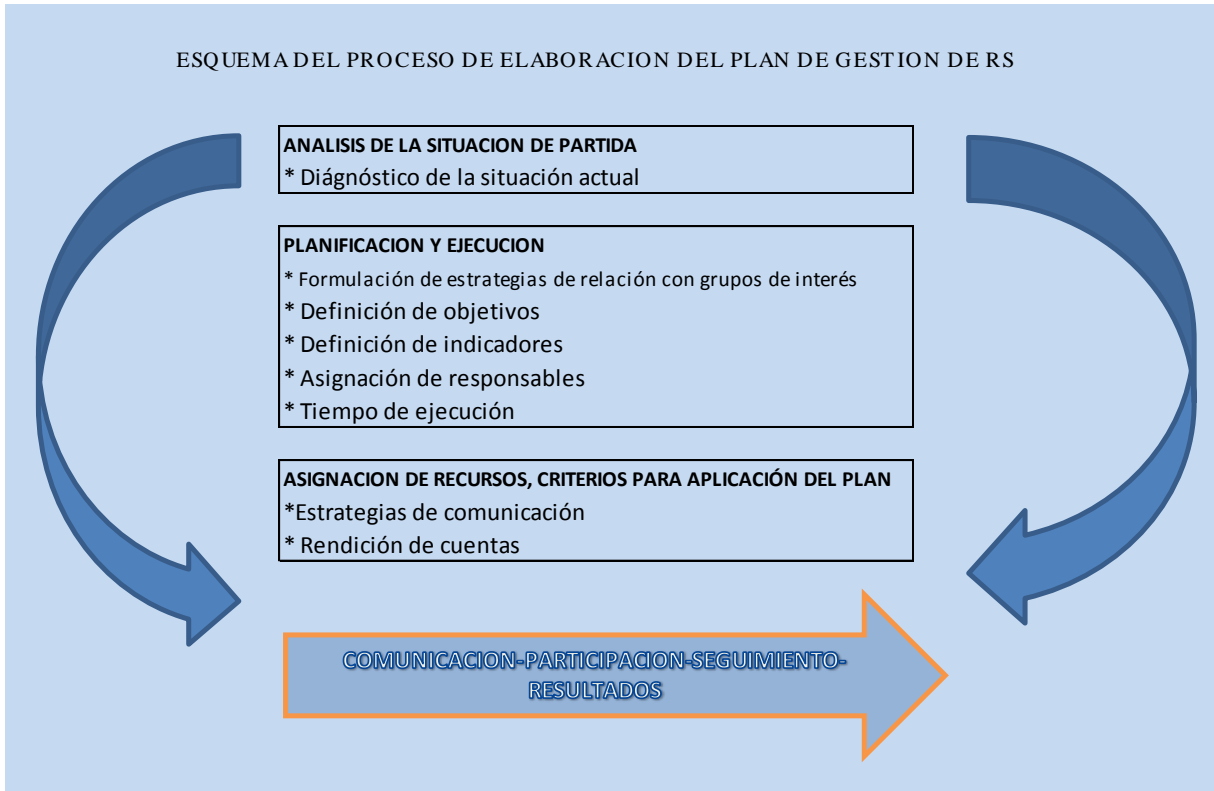 ESQUEMA DEL PROCESO DE ELABORACION DEL PLAN DE GESTION DE RS
ANALISIS DE LA SITUACION DE PARTIDA
* Diágnóstico de la situación actual
PLANIFICACION Y EJECUCION
* Formulación de estrategias de relación con grupos de interés
* Definición de objetivos
* Definición de indicadores
* Asignación de responsables
* Tiempo de ejecución
ASIGNACION DE RECURSOS, CRITERIOS PARA APLICACIÓN DEL PLAN
*Estrategias de comunicación
* Rendición de cuentas
COMUNICACION-PARTICIPACION-SEGUIMIENTO-
RESULTADOS